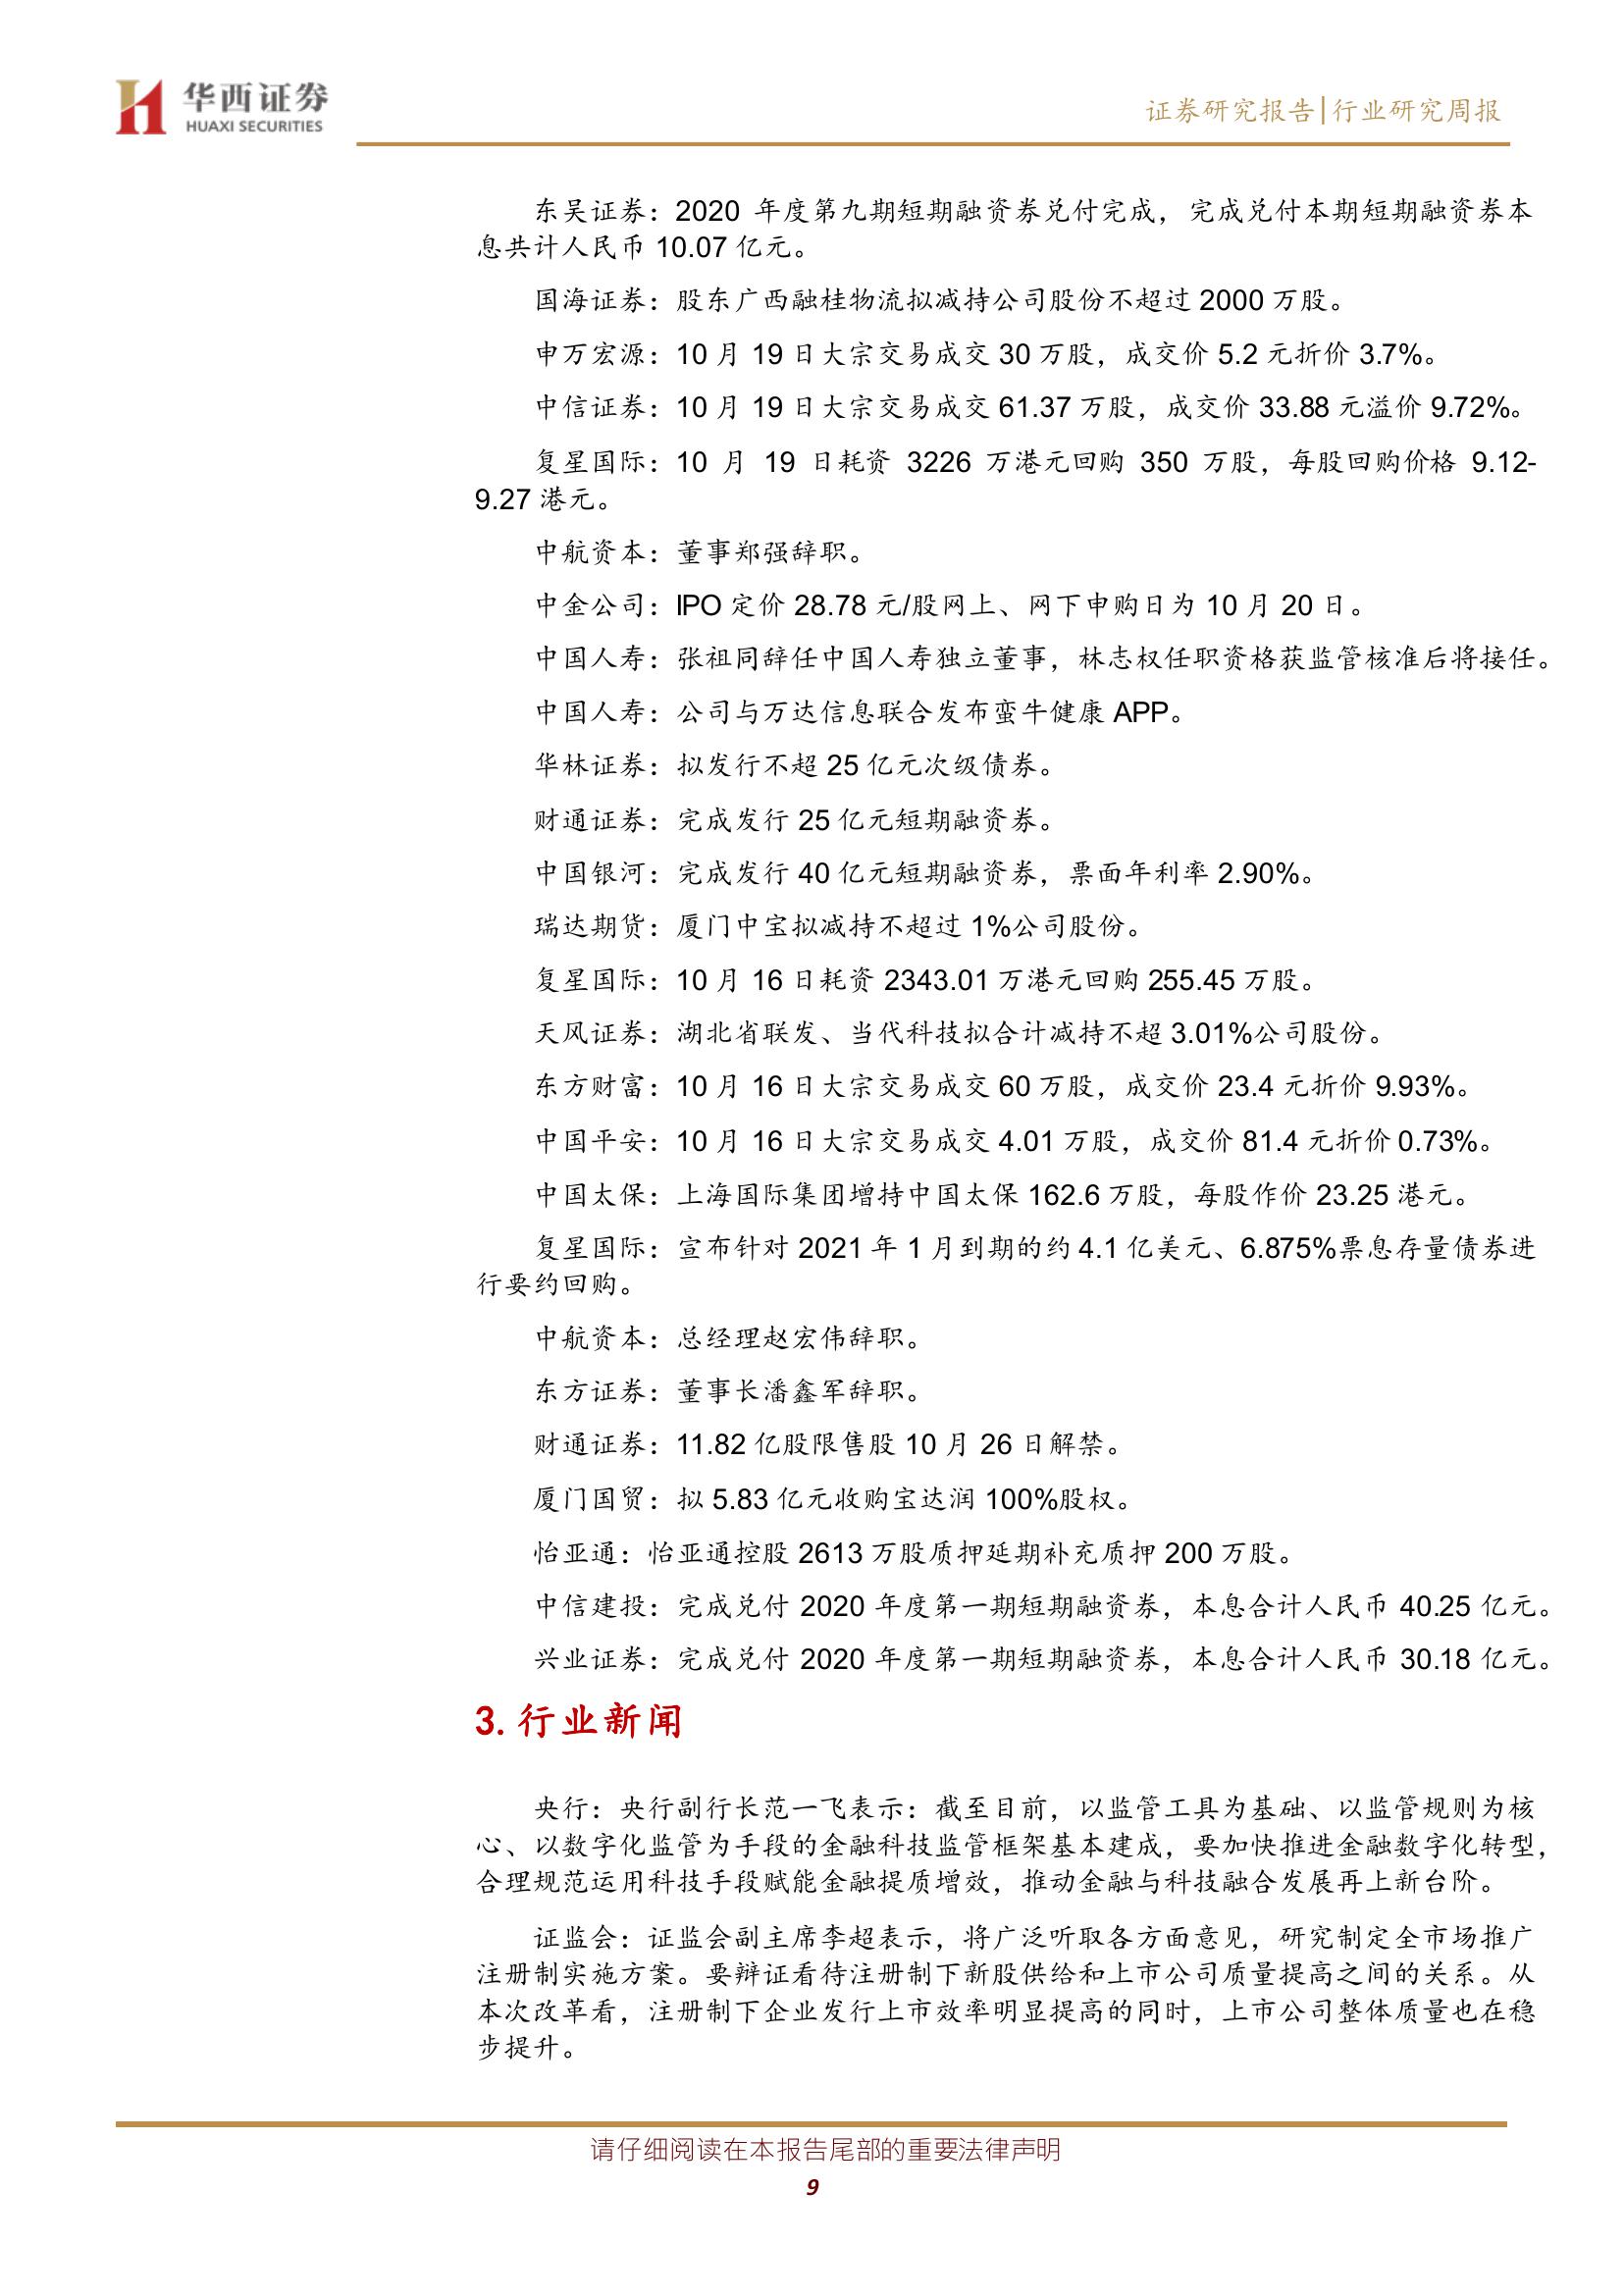 华西证券
HUAXI SECURITIES
证券研究报告|行业研究周报
东吴证券：2020 年度第九期短期融资券兑付完成，完成兑付本期短期融资券本
息共计人民币 10.07 亿元。
国海证券：股东广西融桂物流拟减持公司股份不超过 2000 万股。
申万宏源：10 月 19 日大宗交易成交 30 万股，成交价 5.2 元折价 3.7%。
中信证券：10 月 19 日大宗交易成交 61.37 万股，成交价 33.88 元溢价 9.72%。
复星国际：10 月 19 日耗资 3226 万港元回购 350 万股，每股回购价格 9.12-
9.27 港元。
中航资本：董事郑强辞职。
中金公司：IPO 定价 28.78 元/股网上、网下申购日为 10 月 20 日。
中国人寿：张祖同辞任中国人寿独立董事，林志权任职资格获监管核准后将接任。
中国人寿：公司与万达信息联合发布蛮牛健康 APP。
华林证券：拟发行不超 25 亿元次级债券。
财通证券：完成发行 25 亿元短期融资券。
中国银河：完成发行 40 亿元短期融资券，票面年利率 2.90%。
瑞达期货：厦门中宝拟减持不超过 1%公司股份。
复星国际：10 月 16 日耗资 2343.01 万港元回购 255.45 万股。
天风证券：湖北省联发、当代科技拟合计减持不超 3.01%公司股份。
东方财富：10 月 16 日大宗交易成交 60 万股，成交价 23.4 元折价 9.93%。
中国平安：10 月 16 日大宗交易成交 4.01 万股，成交价 81.4 元折价 0.73%。
中国太保：上海国际集团增持中国太保 162.6 万股，每股作价 23.25 港元。
复星国际：宣布针对 2021 年 1 月到期的约 4.1 亿美元、6.875%票息存量债券进
行要约回购。
中航资本：总经理赵宏伟辞职。
东方证券：董事长潘鑫军辞职。
财通证券：11.82 亿股限售股 10 月 26 日解禁。
厦门国贸：拟 5.83 亿元收购宝达润 100%股权。
怡亚通：怡亚通控股 2613 万股质押延期补充质押 200 万股。
中信建投：完成兑付 2020 年度第一期短期融资券，本息合计人民币 40.25 亿元。
兴业证券：完成兑付 2020 年度第一期短期融资券，本息合计人民币 30.18 亿元。
3. 行业新闻
央行：央行副行长范一飞表示：截至目前，以监管工具为基础、以监管规则为核
心、以数字化监管为手段的金融科技监管框架基本建成，要加快推进金融数字化转型，
合理规范运用科技手段赋能金融提质增效，推动金融与科技融合发展再上新台阶。
证监会：证监会副主席李超表示，将广泛听取各方面意见，研究制定全市场推广
注册制实施方案。要辩证看待注册制下新股供给和上市公司质量提高之间的关系。从
本次改革看，注册制下企业发行上市效率明显提高的同时，上市公司整体质量也在稳
步提升。
请仔细阅读在本报告尾部的重要法律声明
9